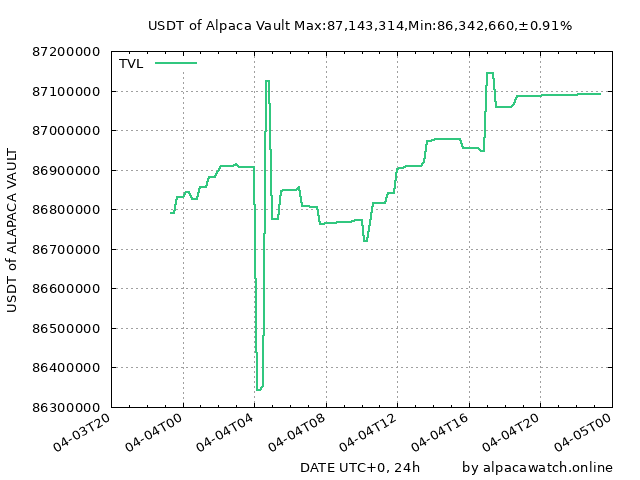 USDT of Alpaca Vault Max:87,143,314,Min:86,342,660,±0.91%
TVL
87200000
87100000
87000000
86900000
86800000
86700000
86600000
86500000
86400000
86300000
USDT of ALAPACA VAULT
04-03T20
04-04T00
04-04T04
04-04T08
04-04T12
04-04T16
04-04T20
04-05T00
DATE UTC+0, 24h
by alpacawatch.online